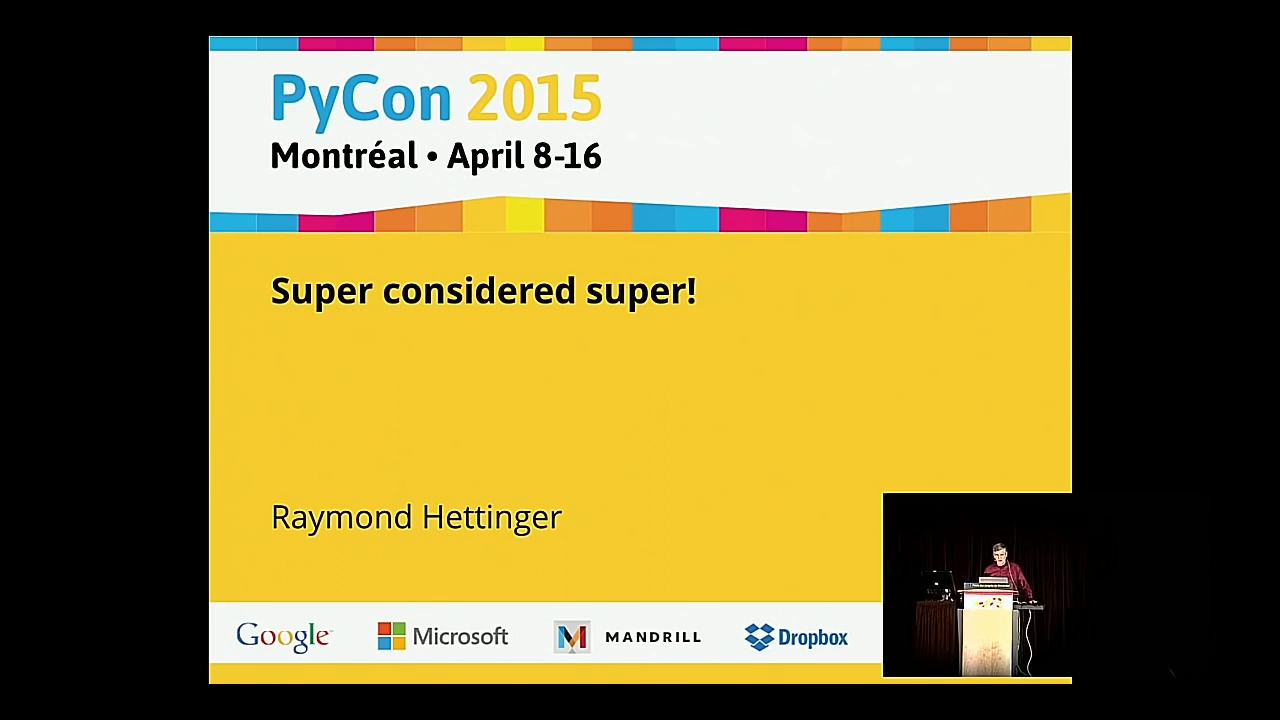 PyCon 2015
Montréal • April 8-16
Super considered super!
Raymond Hettinger
Google
Microsoft
MANDRILL
Dropbox